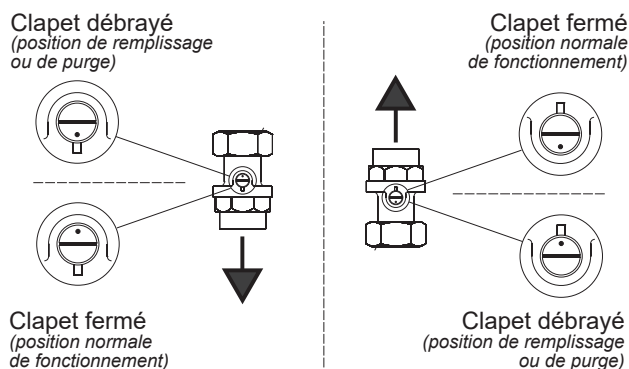 Clapet débrayé
(position de remplissage
ou de purge)
Clapet fermé
(position normale
de fonctionnement)
Clapet fermé
(position normale
de fonctionnement)
Clapet débrayé
(position de remplissage
ou de purge)